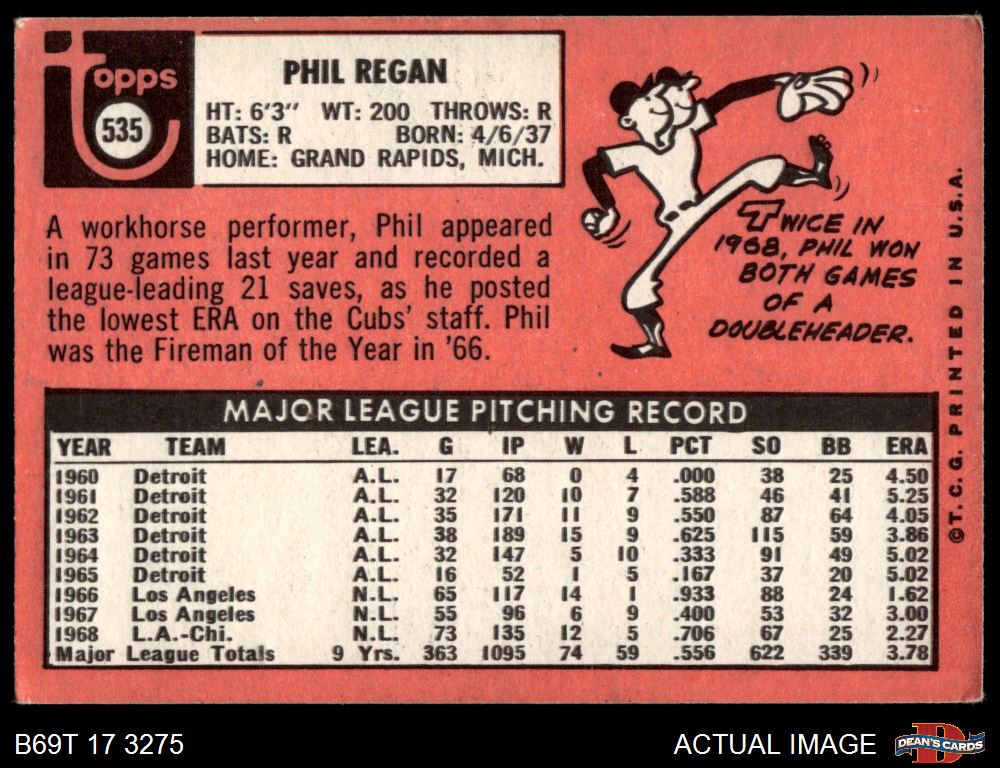 topps
535
PHIL REGAN
HT: 6'3" WT: 200 THROWS: R
BATS: R BORN: 4/6/37
HOME: GRAND RAPIDS, MICH.
A workhorse performer, Phil appeared
in 73 games last year and recorded a
league-leading 21 saves, as he posted
the lowest ERA on the Cubs' staff. Phil
was the Fireman of the Year in '66.
TWICE IN
1968, PHIL WON
BOTH GAMES
OF A
DOUBLEHEADER.
©T. C. G. PRINTED IN U.S.A.
MAJOR LEAGUE PITCHING RECORD
YEAR TEAM LEA. G IP W L PCT SO BB ERA
1960 Detroit A.L. 17 68 0 4 .000 38 25 4.50
1961 Detroit A.L. 32 120 10 7 .588 46 41 5.25
1962 Detroit A.L. 35 171 11 9 .550 87 64 4.05
1963 Detroit A.L. 38 189 15 9 .625 115 59 3.86
1964 Detroit A.L. 32 147 5 10 .333 91 49 5.02
1965 Detroit A.L. 16 52 1 5 .167 37 20 5.02
1966 Los Angeles N.L. 65 117 14 1 .933 88 24 1.62
1967 Los Angeles N.L. 55 96 6 9 .400 53 32 3.00
1968 L.A.-Chi. N.L. 73 135 12 5 .706 67 25 2.27
Major League Totals 9 Yrs. 363 1095 74 59 .556 622 339 3.78
B69T 17 3275
ACTUAL IMAGE
D
DEAN'S CARDS